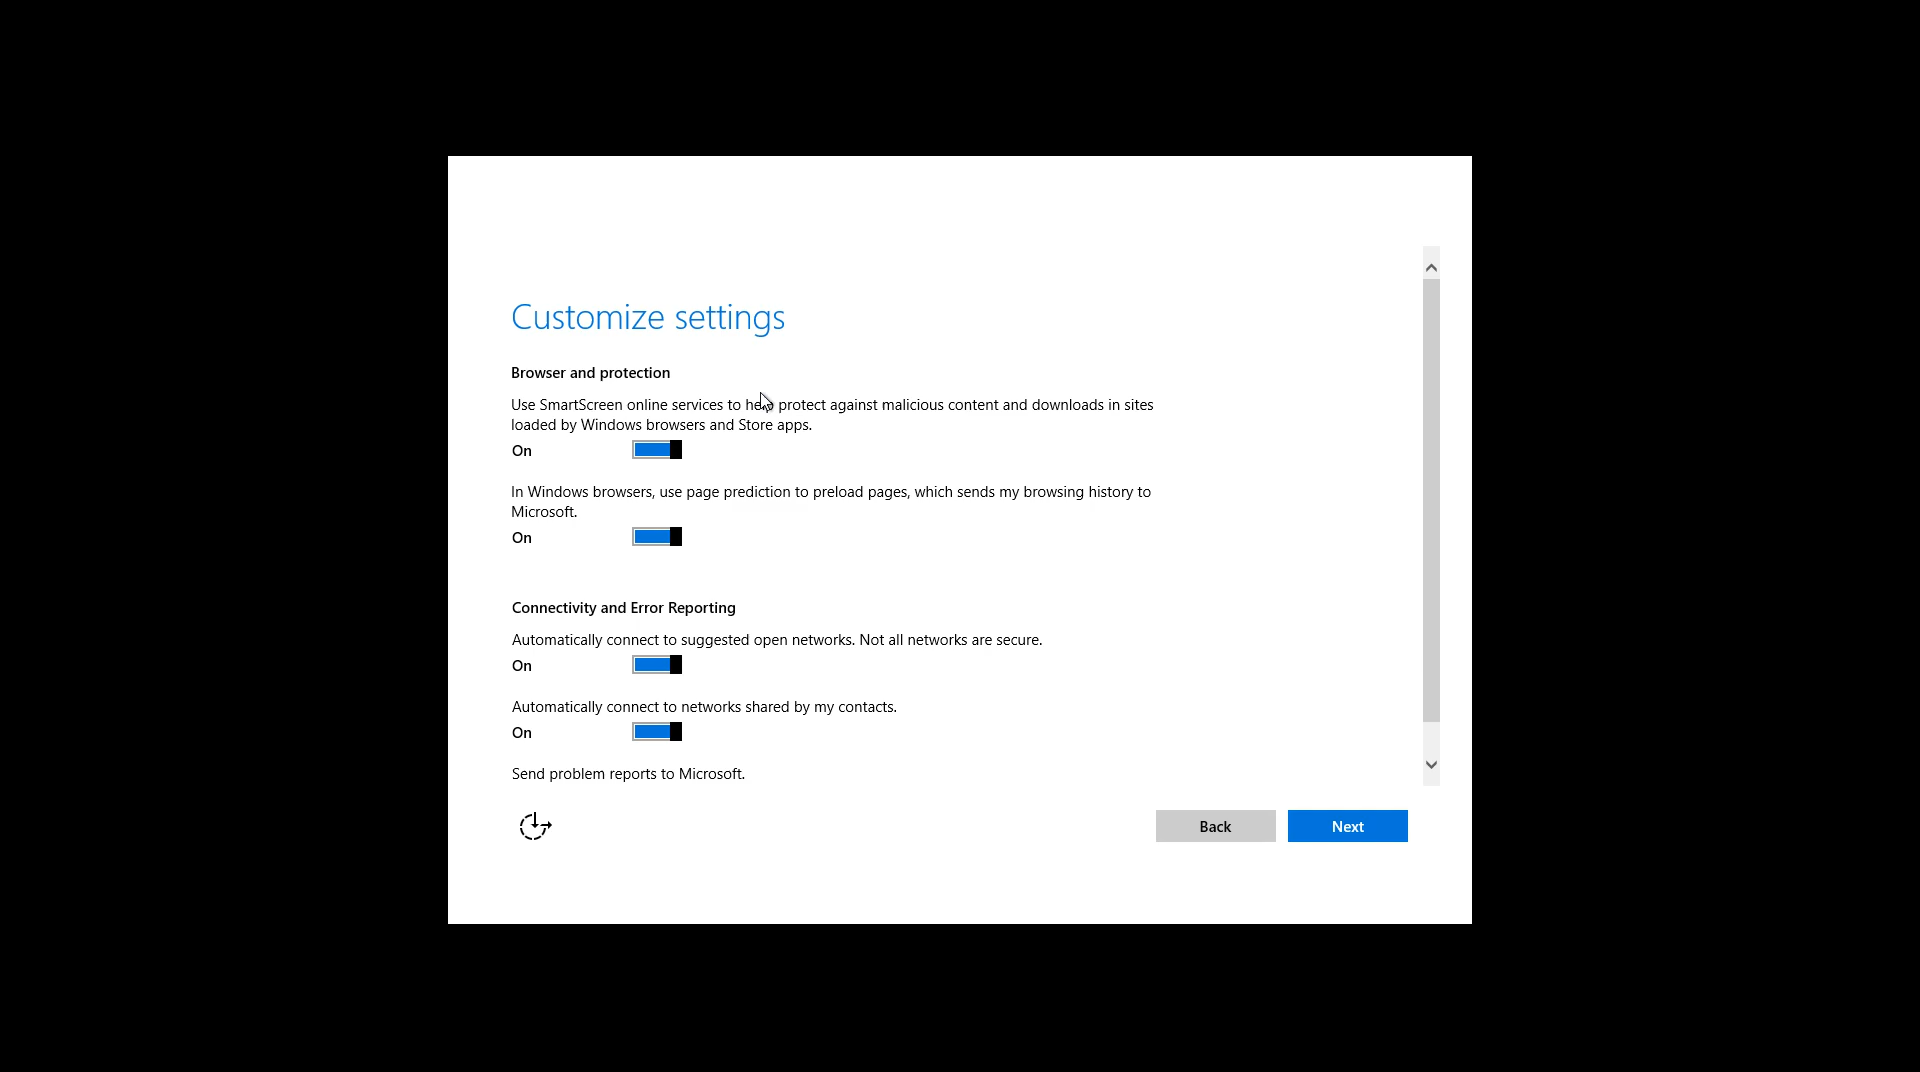 Customize settings
Browser and protection
Use SmartScreen online services to help protect against malicious content and downloads in sites
loaded by Windows browsers and Store apps.
On
In Windows browsers, use page prediction to preload pages, which sends my browsing history to
Microsoft.
On
Connectivity and Error Reporting
Automatically connect to suggested open networks. Not all networks are secure.
On
Automatically connect to networks shared by my contacts.
On
Send problem reports to Microsoft.
Back
Next